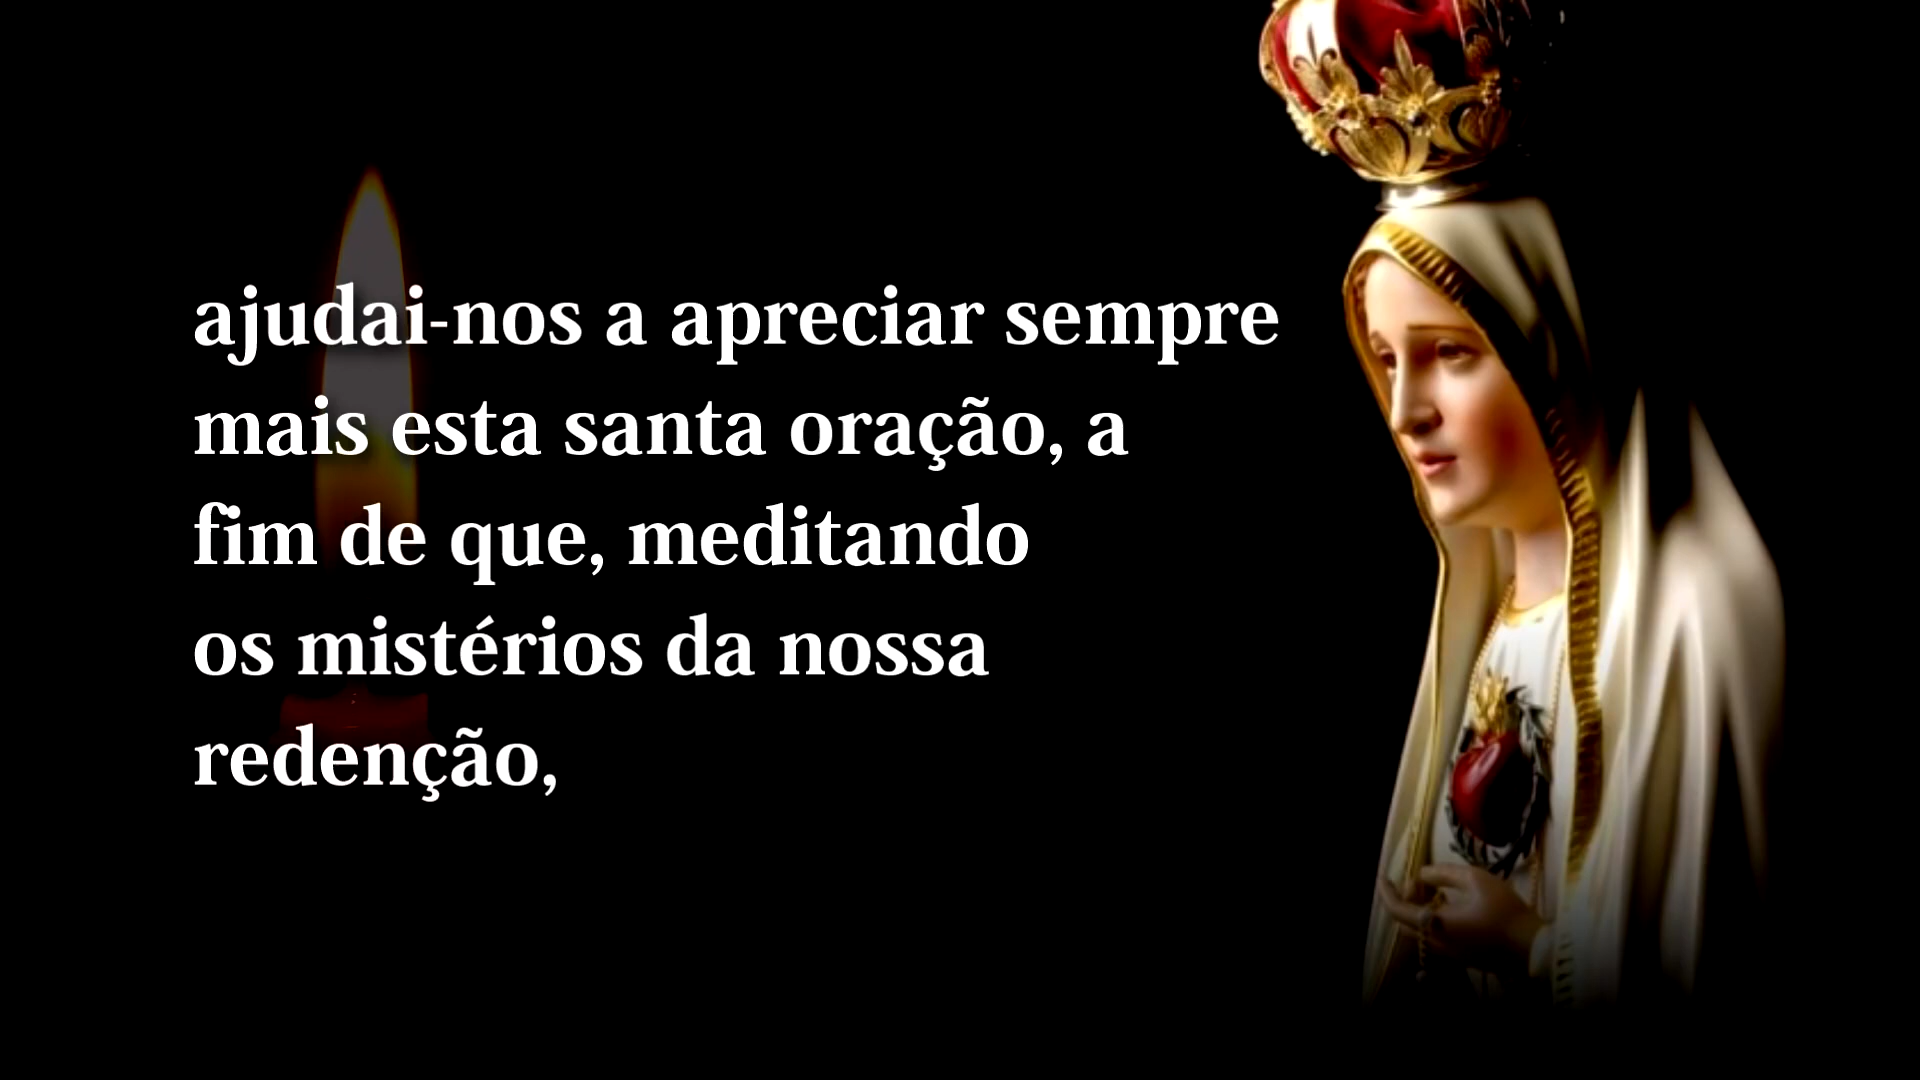 ajudai-nos a apreciar sempre
mais esta santa oração, a
fim de que, meditando
os mistérios da nossa
redenção,